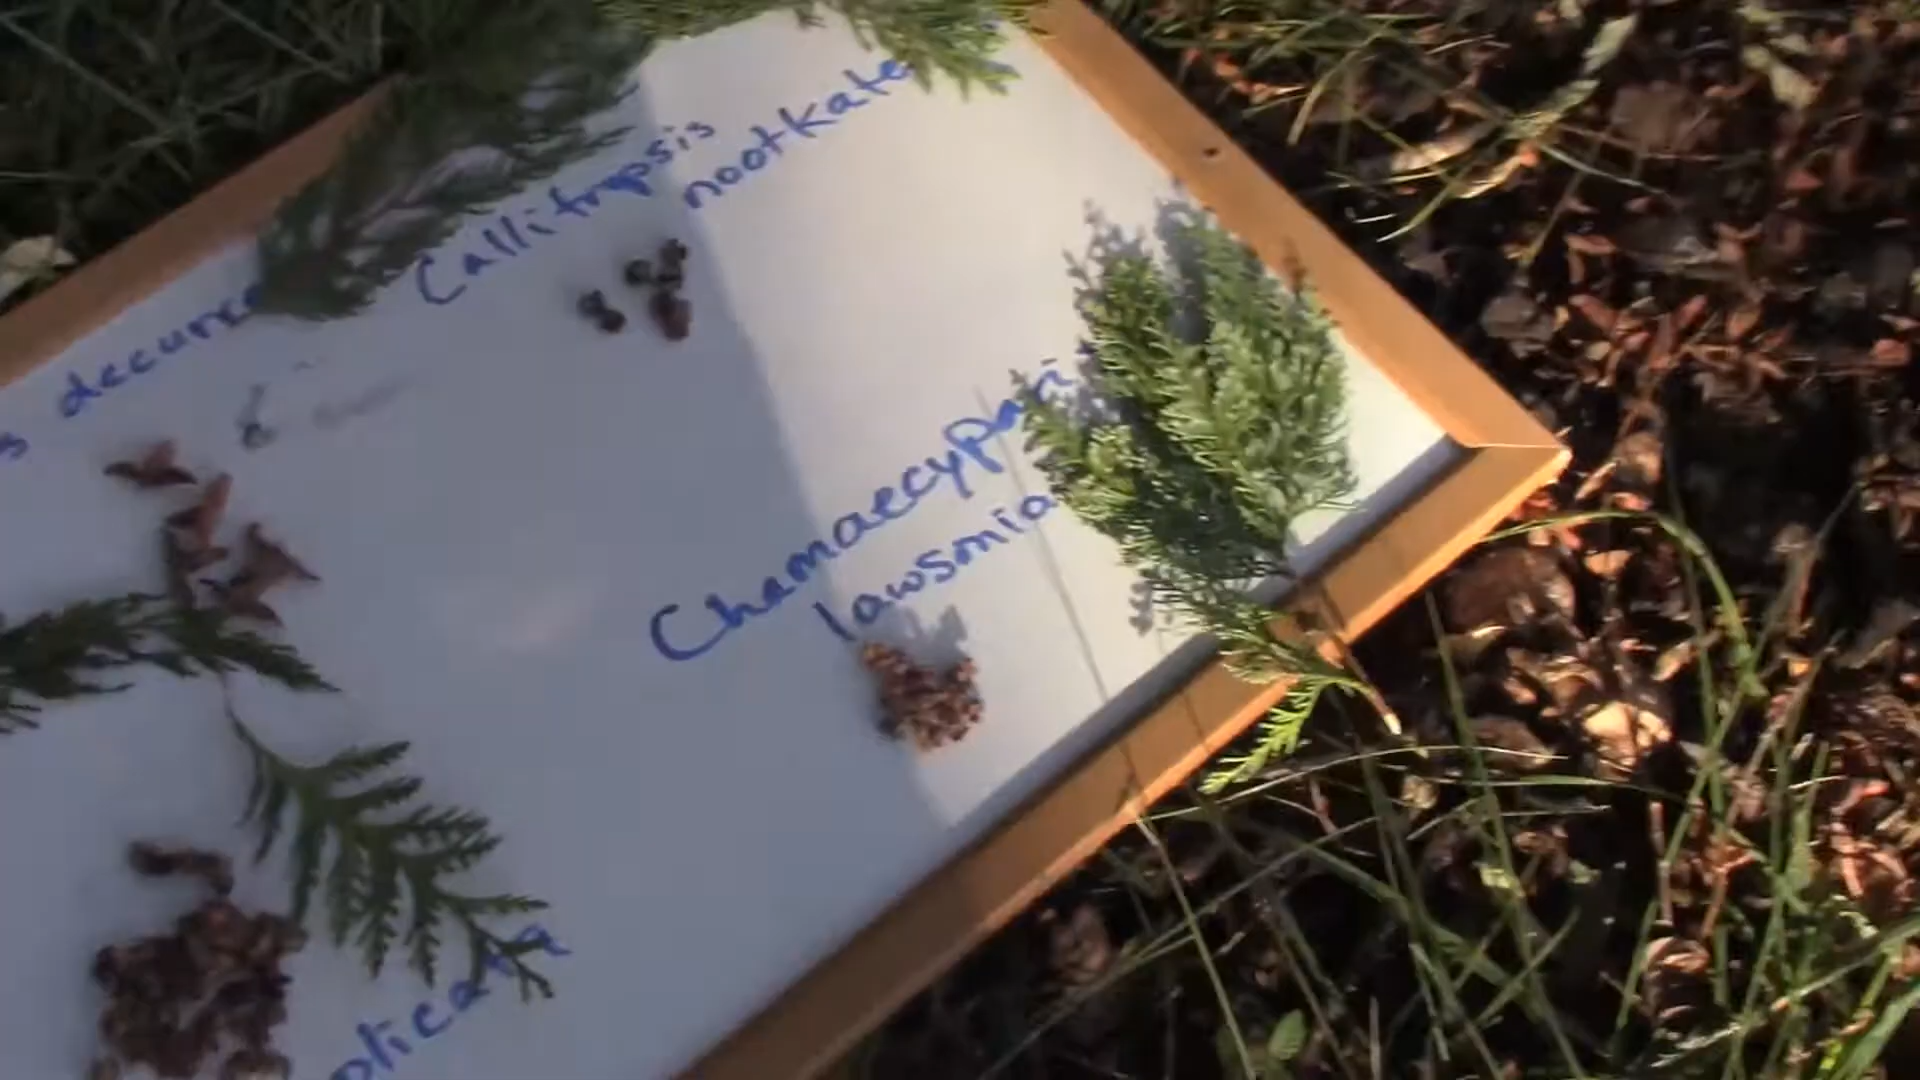 s decurre
Callitropsis
nootkate
Chamaecypari
lawsonia
plicata